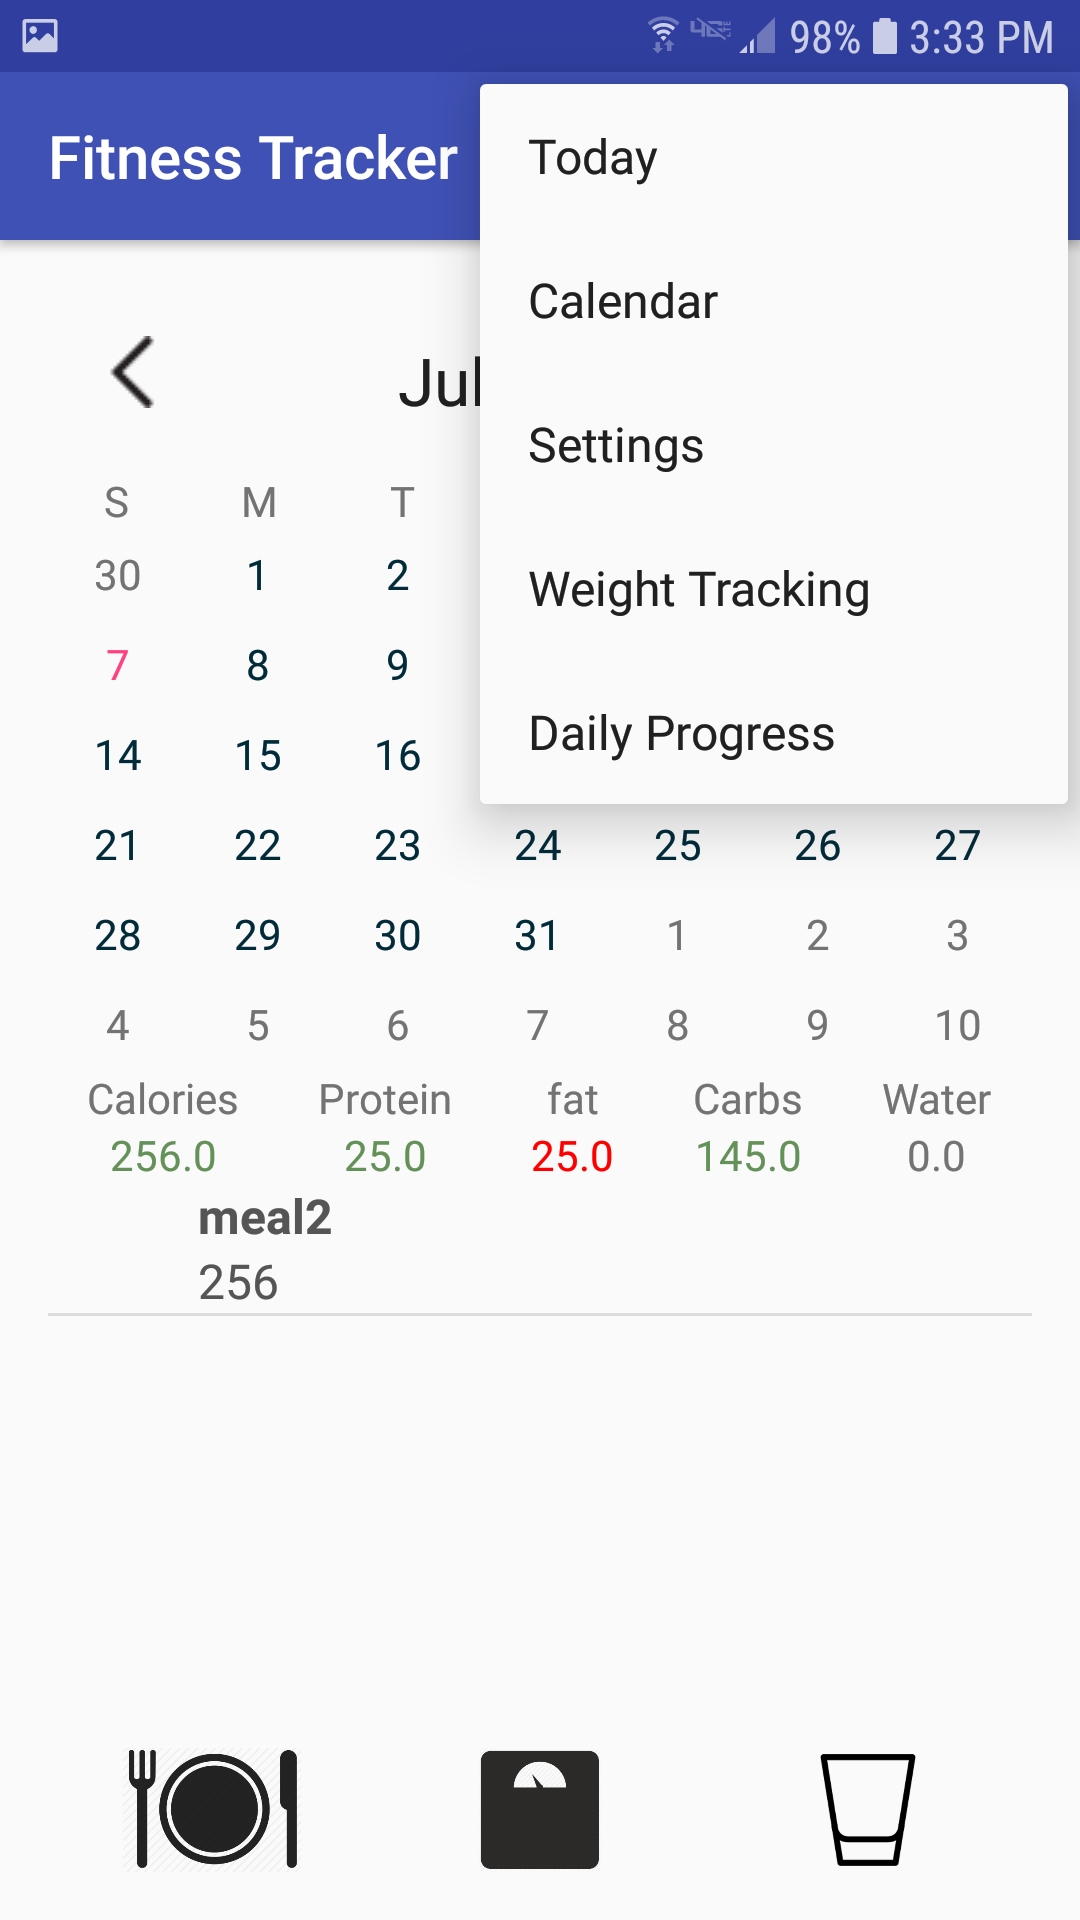 98% 3:33 PM
Fitness Tracker
Today
Calendar
Settings
Weight Tracking
Daily Progress
Jul
S M T
30 1 2
7 8 9
14 15 16
21 22 23 24 25 26 27
28 29 30 31 1 2 3
4 5 6 7 8 9 10
Calories Protein fat Carbs Water
256.0 25.0 25.0 145.0 0.0
meal2
256